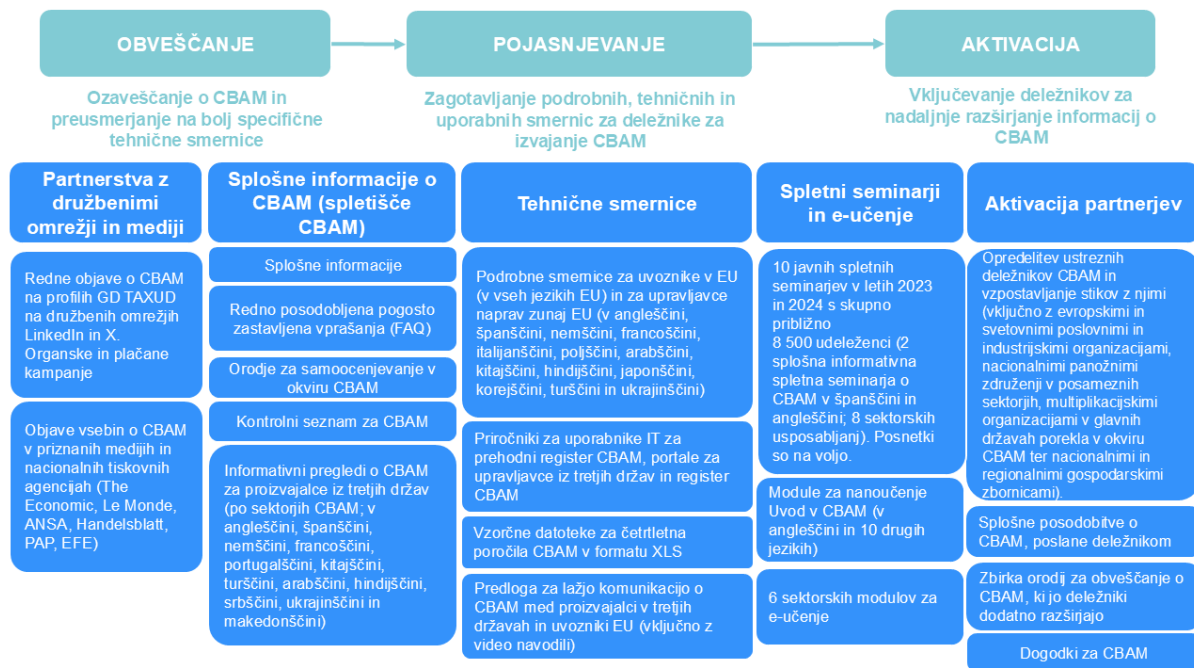 OBVEŠČANJE
POJASNJEVANJE
AKTIVACIJA
Ozaveščanje o CBAM in
preusmerjanje na bolj specifične
tehnične smernice
Zagotavljanje podrobnih, tehničnih in
uporabnih smernic za deležnike za
izvajanje CBAM
Vključevanje deležnikov za
nadaljnje razširjanje informacij o
CBAM
Partnerstva z
družbenimi
omrežji in mediji
Redne objave o CBAM
na profilih GD TAXUD
na družbenih omrežjih
LinkedIn in X.
Organske in plačane
kampanje
Objave vsebin o CBAM
v priznanih medijih in
nacionalnih tiskovnih
agencijah (The
Economic, Le Monde,
ANSA, Handelsblatt,
PAP, EFE)
Splošne informacije o
CBAM (spletišče
CBAM)
Splošne informacije
Redno posodobljena pogosto
zastavljena vprašanja (FAQ)
Orodje za samoocenjevanje v
okviru CBAM
Kontrolni seznam za CBAM
Informativni pregledi o CBAM
za proizvajalce iz tretjih držav
(po sektorjih CBAM; v
angleščini, španščini,
nemščini, francoščini,
portugalščini, kitajščini,
turščini, arabščini, hindijščini,
srbščini, ukrajinščini in
makedonščini)
Tehnične smernice
Podrobne smernice za uvoznike v EU
(v vseh jezikih EU) in za upravljavce
naprav zunaj EU (v angleščini,
španščini, nemščini, francoščini,
italijanščini, poljščini, arabščini,
kitajščini, hindijščini, japonščini,
korejščini, turščini in ukrajinščini)
Priročniki za uporabnike IT za
prehodni register CBAM, portale za
upravljavce iz tretjih držav in register
CBAM
Vzorčne datoteke za četrtletna
poročila CBAM v formatu XLS
Predloga za lažjo komunikacijo o
CBAM med proizvajalci v tretjih
državah in uvozniki EU (vključno z
video navodili)
Spletni seminarji
in e-učenje
10 javnih spletnih
seminarjev v letih 2023
in 2024 s skupno
približno
8 500 udeleženci (2
splošna informativna
spletna seminarja o
CBAM v španščini in
angleščini; 8 sektorskih
usposabljanj). Posnetki
so na voljo.
Module za nanoučenje
Uvod v CBAM (v
angleščini in 10 drugih
jezikih)
6 sektorskih modulov za
e-učenje
Aktivacija partnerjev
Opredelitev ustreznih
deležnikov CBAM in
vzpostavljanje stikov z njimi
(vključno z evropskimi in
svetovnimi poslovnimi in
industrijskimi organizacijami,
nacionalnimi panožnimi
združenji v posameznih
sektorjih, multiplikacijskimi
organizacijami v glavnih
državah porekla v okviru
CBAM ter nacionalnimi in
regionalnimi gospodarskimi
zbornicami).
Splošne posodobitve o
CBAM, poslane deležnikom
Zbirka orodij za obveščanje o
CBAM, ki jo deležniki
dodatno razširjajo
Dogodki za CBAM